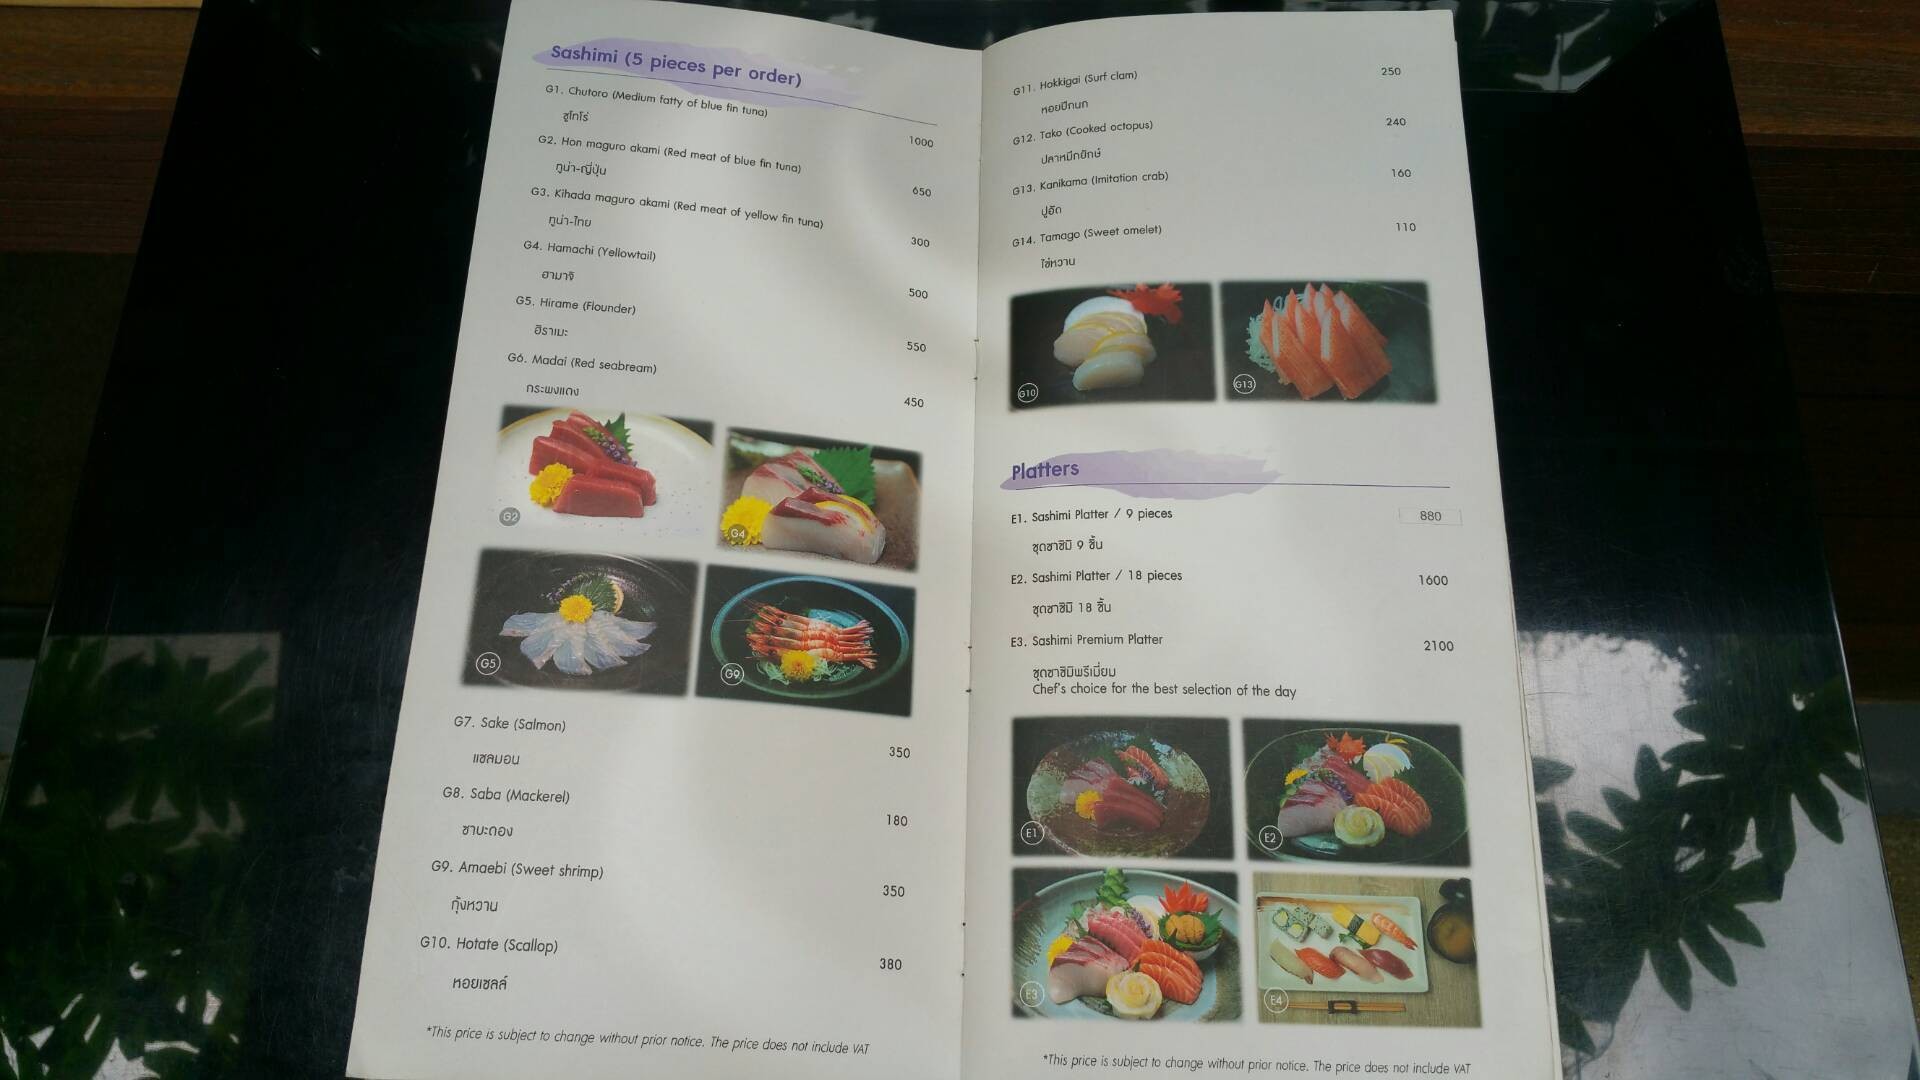 Sashimi (5 pieces per order)
G1. Chutoro (Medium fatty of blue fin tuna)
ชูโทโร่
1000
G2. Hon maguro akami (Red meat of blue fin tuna)
ทูน่า-ญี่ปุ่น
650
G3. Kihada maguro akami (Red meat of yellow fin tuna)
ทูน่า-ไทย
300
G4. Hamachi (Yellowtail)
ฮามาจิ
500
G5. Hirame (Flounder)
ฮิราเมะ
550
G6. Madai (Red seabream)
กระพงแดง
450
G2
G4
G5
G9
G7. Sake (Salmon)
แซลมอน
350
G8. Saba (Mackerel)
ซาบะดอง
180
G9. Amaebi (Sweet shrimp)
กุ้งหวาน
350
G10. Hotate (Scallop)
หอยเชลล์
380
*This price is subject to change without prior notice. The price does not include VAT
G11. Hokkigai (Surf clam)
หอยปีกนก
250
G12. Tako (Cooked octopus)
ปลาหมึกยักษ์
240
G13. Kanikama (Imitation crab)
ปูอัด
160
G14. Tamago (Sweet omelet)
ไข่หวาน
110
G10
G13
Platters
E1. Sashimi Platter / 9 pieces
ชุดซาชิมิ 9 ชิ้น
880
E2. Sashimi Platter / 18 pieces
ชุดซาชิมิ 18 ชิ้น
1600
E3. Sashimi Premium Platter
ชุดซาชิมิพรีเมี่ยม
Chef's choice for the best selection of the day
2100
E1
E2
E3
E4
*This price is subject to change without prior notice. The price does not include VAT